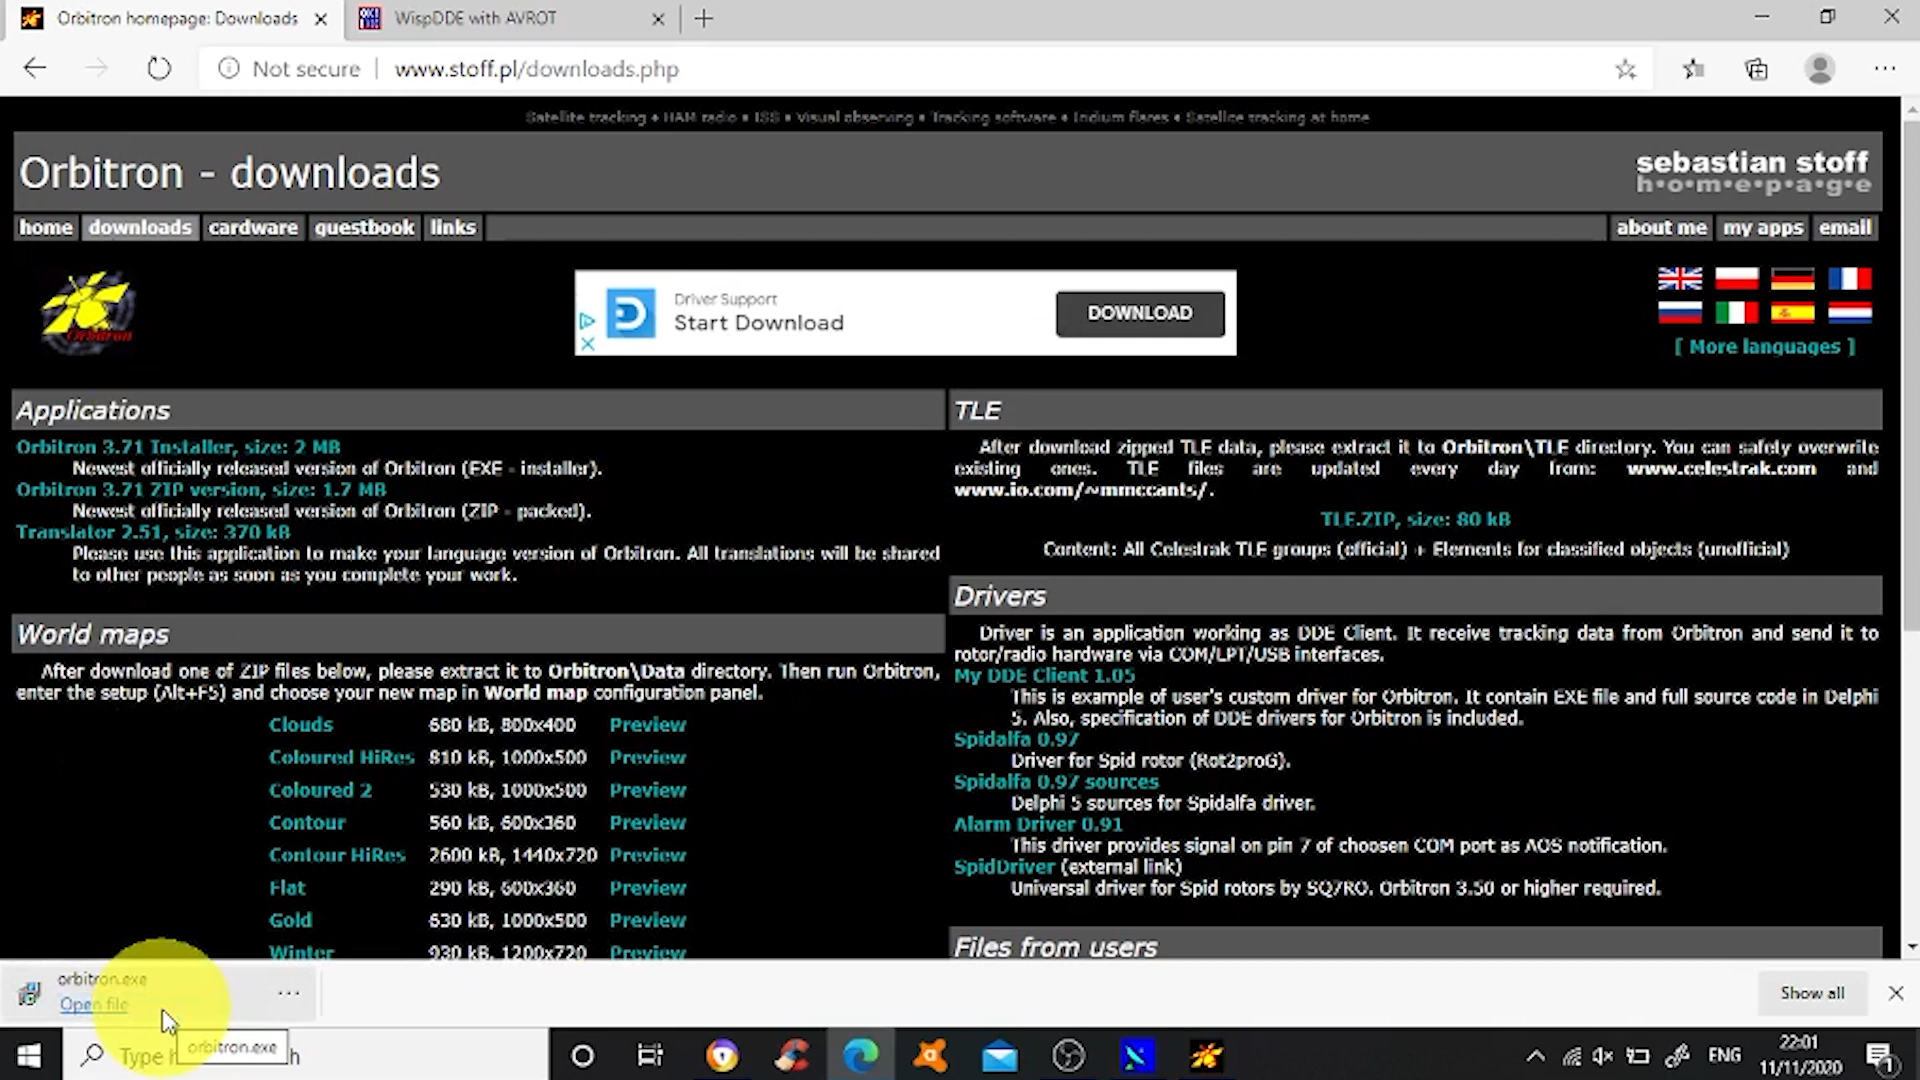 Orbitron homepage: Downloads
WispDDE with AVROT
Not secure
www.stoff.pl/downloads.php
Satellite tracking • HAM radio • ISS • Visual observing • Tracking software • Iridium flares • Satellite tracking at home
Orbitron - downloads
sebastian stoff
h•o•m•e•p•a•g•e
home downloads cardware guestbook links
about me my apps email
Orbitron
Driver Support
Start Download
DOWNLOAD
[ More languages ]
Applications
Orbitron 3.71 Installer, size: 2 MB
Newest officially released version of Orbitron (EXE - installer).
Orbitron 3.71 ZIP version, size: 1.7 MB
Newest officially released version of Orbitron (ZIP - packed).
Translator 2.51, size: 370 kB
Please use this application to make your language version of Orbitron. All translations will be shared
to other people as soon as you complete your work.
World maps
After download one of ZIP files below, please extract it to Orbitron\Data directory. Then run Orbitron,
enter the setup (Alt+F5) and choose your new map in World map configuration panel.
Clouds 680 kB, 800x400 Preview
Coloured HiRes 810 kB, 1000x500 Preview
Coloured 2 530 kB, 1000x500 Preview
Contour 560 kB, 600x360 Preview
Contour HiRes 2600 kB, 1440x720 Preview
Flat 290 kB, 600x360 Preview
Gold 630 kB, 1000x500 Preview
Winter 930 kB, 1200x720 Preview
TLE
After download zipped TLE data, please extract it to Orbitron\TLE directory. You can safety overwrite
existing ones. TLE files are updated every day from: www.celestrak.com and
www.io.com/~mmccants/.
TLE.ZIP, size: 80 kB
Content: All Celestrak TLE groups (official) + Elements for classified objects (unofficial)
Drivers
Driver is an application working as DDE Client. It receive tracking data from Orbitron and send it to
rotor/radio hardware via COM/LPT/USB interfaces.
My DDE Client 1.05
This is example of user's custom driver for Orbitron. It contain EXE file and full source code in Delphi
5. Also, specification of DDE drivers for Orbitron is included.
Spidalfa 0.97
Driver for Spid rotor (Rot2proG).
Spidalfa 0.97 sources
Delphi 5 sources for Spidalfa driver.
Alarm Driver 0.91
This driver provides signal on pin 7 of choosen COM port as AOS notification.
SpidDriver (external link)
Universal driver for Spid rotors by SQ7RO. Orbitron 3.50 or higher required.
Files from users
orbitron.exe
Open file
Show all
orbitron.exe
Type h
h
ENG
22:01
11/11/2020
1